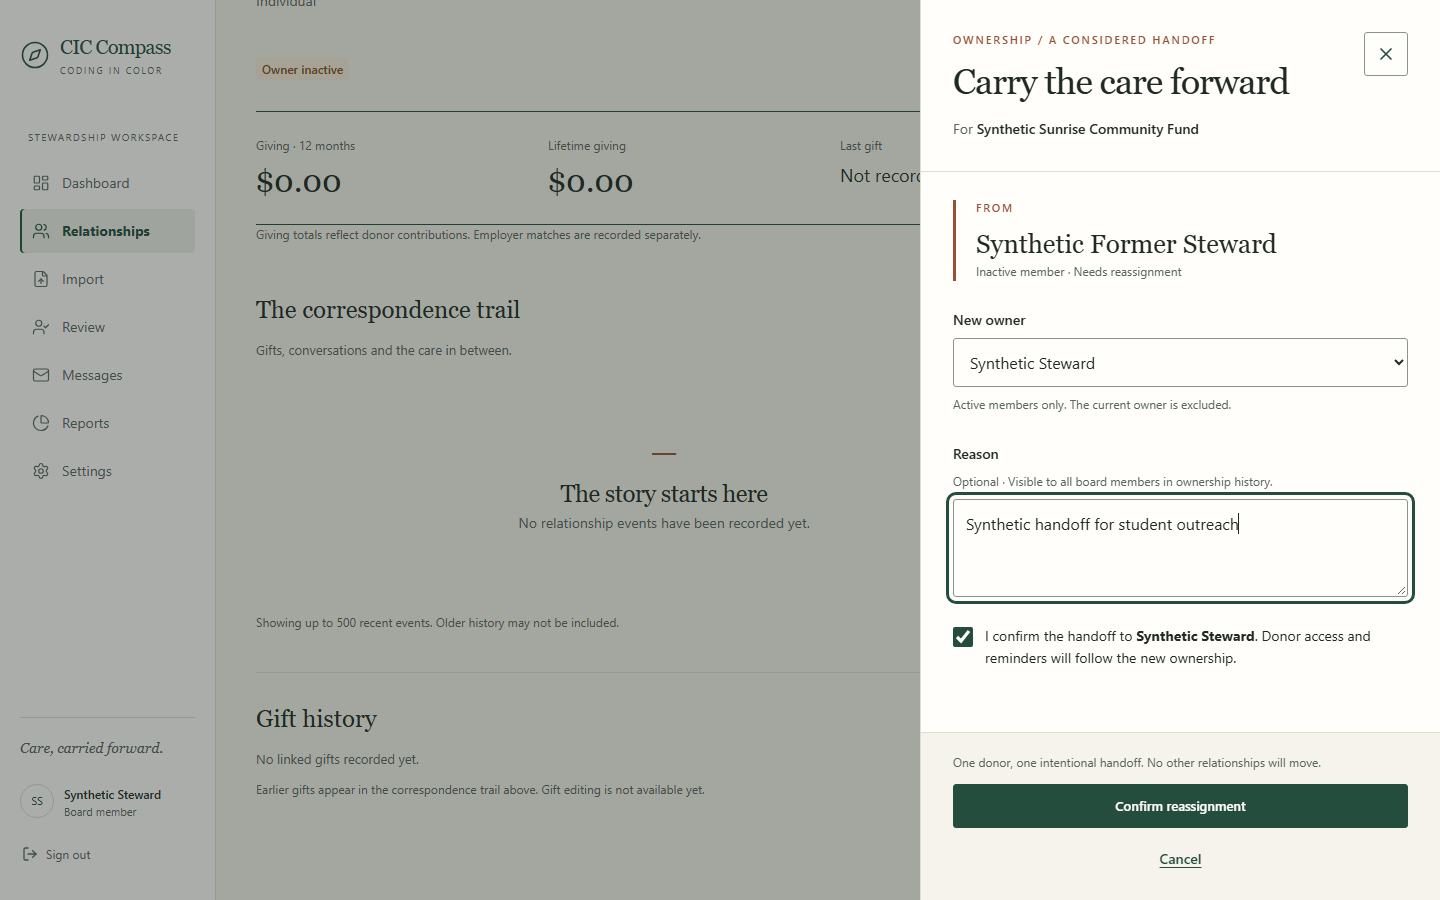 CIC Compass
CODING IN COLOR
STEWARDSHIP WORKSPACE
Dashboard
Relationships
Import
Review
Messages
Reports
Settings
Care, carried forward.
SS
Synthetic Steward
Board member
Sign out
Individual
Owner inactive
Giving · 12 months
$0.00
Lifetime giving
$0.00
Last gift
Not recor
Giving totals reflect donor contributions. Employer matches are recorded separately.
The correspondence trail
Gifts, conversations and the care in between.
The story starts here
No relationship events have been recorded yet.
Showing up to 500 recent events. Older history may not be included.
Gift history
No linked gifts recorded yet.
Earlier gifts appear in the correspondence trail above. Gift editing is not available yet.
OWNERSHIP / A CONSIDERED HANDOFF
Carry the care forward
For Synthetic Sunrise Community Fund
FROM
Synthetic Former Steward
Inactive member · Needs reassignment
New owner
Synthetic Steward
Active members only. The current owner is excluded.
Reason
Optional · Visible to all board members in ownership history.
Synthetic handoff for student outreach
I confirm the handoff to Synthetic Steward. Donor access and
reminders will follow the new ownership.
One donor, one intentional handoff. No other relationships will move.
Confirm reassignment
Cancel